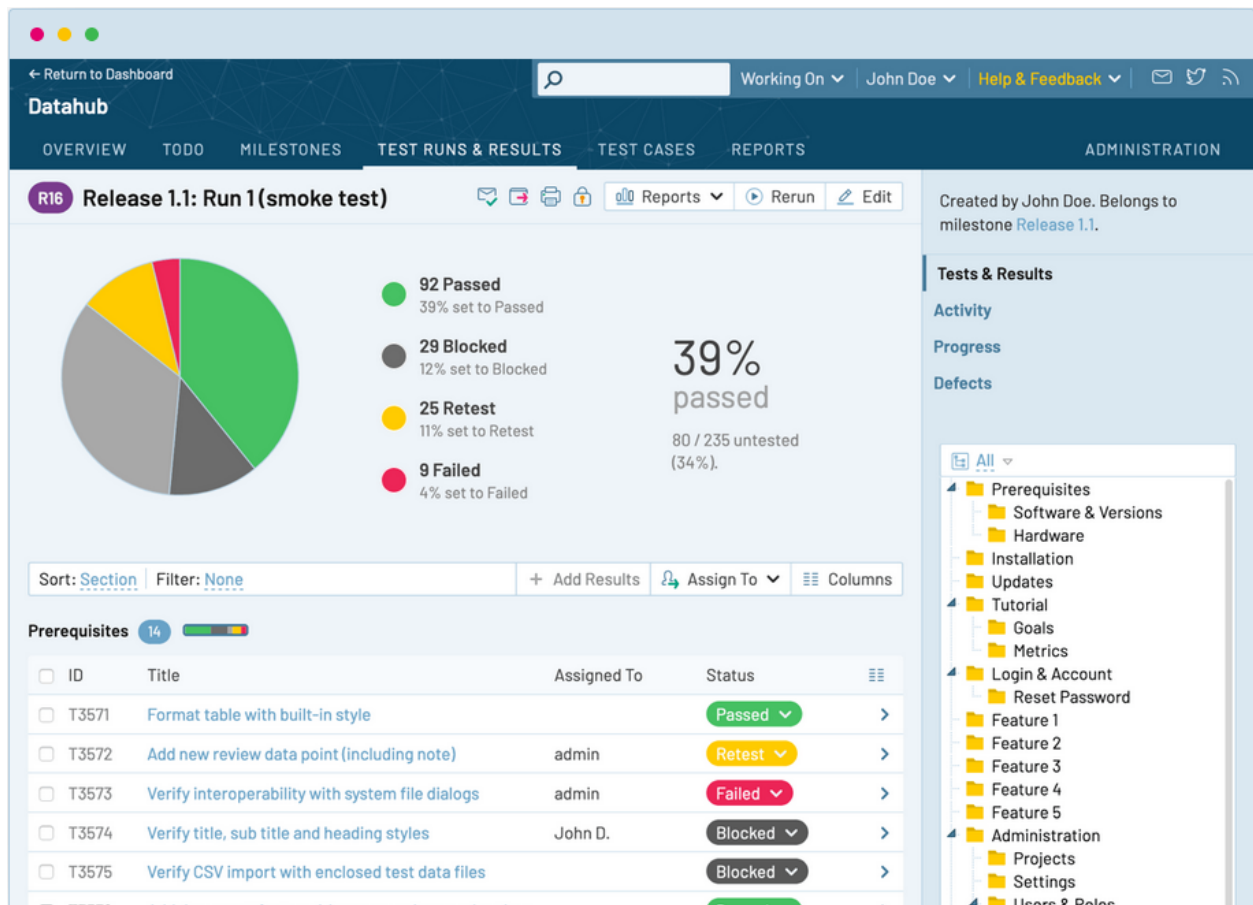 ← Return to Dashboard
Working On
John Doe
Help & Feedback
Datahub
OVERVIEW
TODO
MILESTONES
TEST RUNS & RESULTS
TEST CASES
REPORTS
ADMINISTRATION
R16
Release 1.1: Run 1 (smoke test)
Reports
Rerun
Edit
92 Passed
39% set to Passed
29 Blocked
12% set to Blocked
25 Retest
11% set to Retest
9 Failed
4% set to Failed
39%
passed
80 / 235 untested
(34%).
Sort: Section
Filter: None
+ Add Results
Assign To
Columns
Prerequisites 14
ID Title Assigned To Status
T3571 Format table with built-in style Passed
T3572 Add new review data point (including note) admin Retest
T3573 Verify interoperability with system file dialogs admin Failed
T3574 Verify title, sub title and heading styles John D. Blocked
T3575 Verify CSV import with enclosed test data files Blocked
Created by John Doe. Belongs to
milestone Release 1.1.
Tests & Results
Activity
Progress
Defects
All
Prerequisites
Software & Versions
Hardware
Installation
Updates
Tutorial
Goals
Metrics
Login & Account
Reset Password
Feature 1
Feature 2
Feature 3
Feature 4
Feature 5
Administration
Projects
Settings
Users & Roles